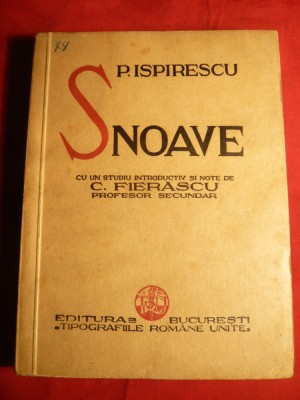 P. ISPIRESCU
SNOAVE
CU UN STUDIU INTRODUCTIV ȘI NOTE DE
C. FIERĂSCU
PROFESOR SECUNDAR
EDITURA BUCUREȘTI
„TIPOGRAFIILE ROMÂNE UNITE”